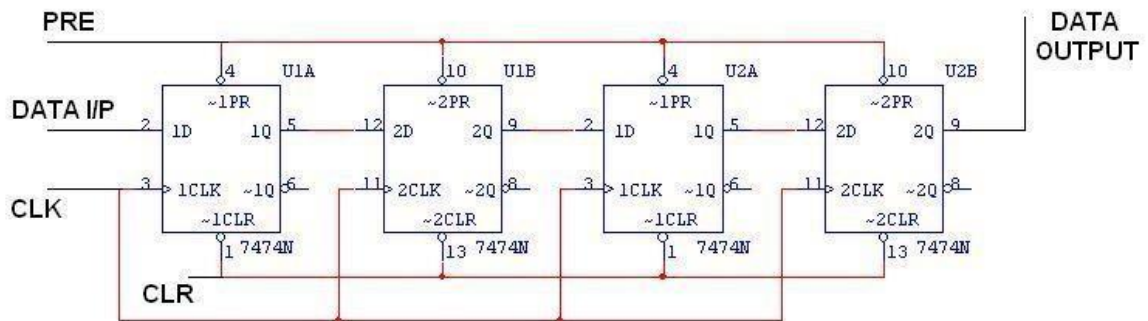 PRE
DATA OUTPUT
4 U1A
10 U1B
4 U2A
10 U2B
~1PR
~2PR
~1PR
~2PR
DATA I/P
2 1D 1Q 5
12 2D 2Q 9
2 1D 1Q 5
12 2D 2Q 9
CLK
3 1CLK ~1Q 6
11 2CLK ~2Q 8
3 1CLK ~1Q 6
11 2CLK ~2Q 8
~1CLR
~2CLR
~1CLR
~2CLR
1 7474N
13 7474N
1 7474N
13 7474N
CLR